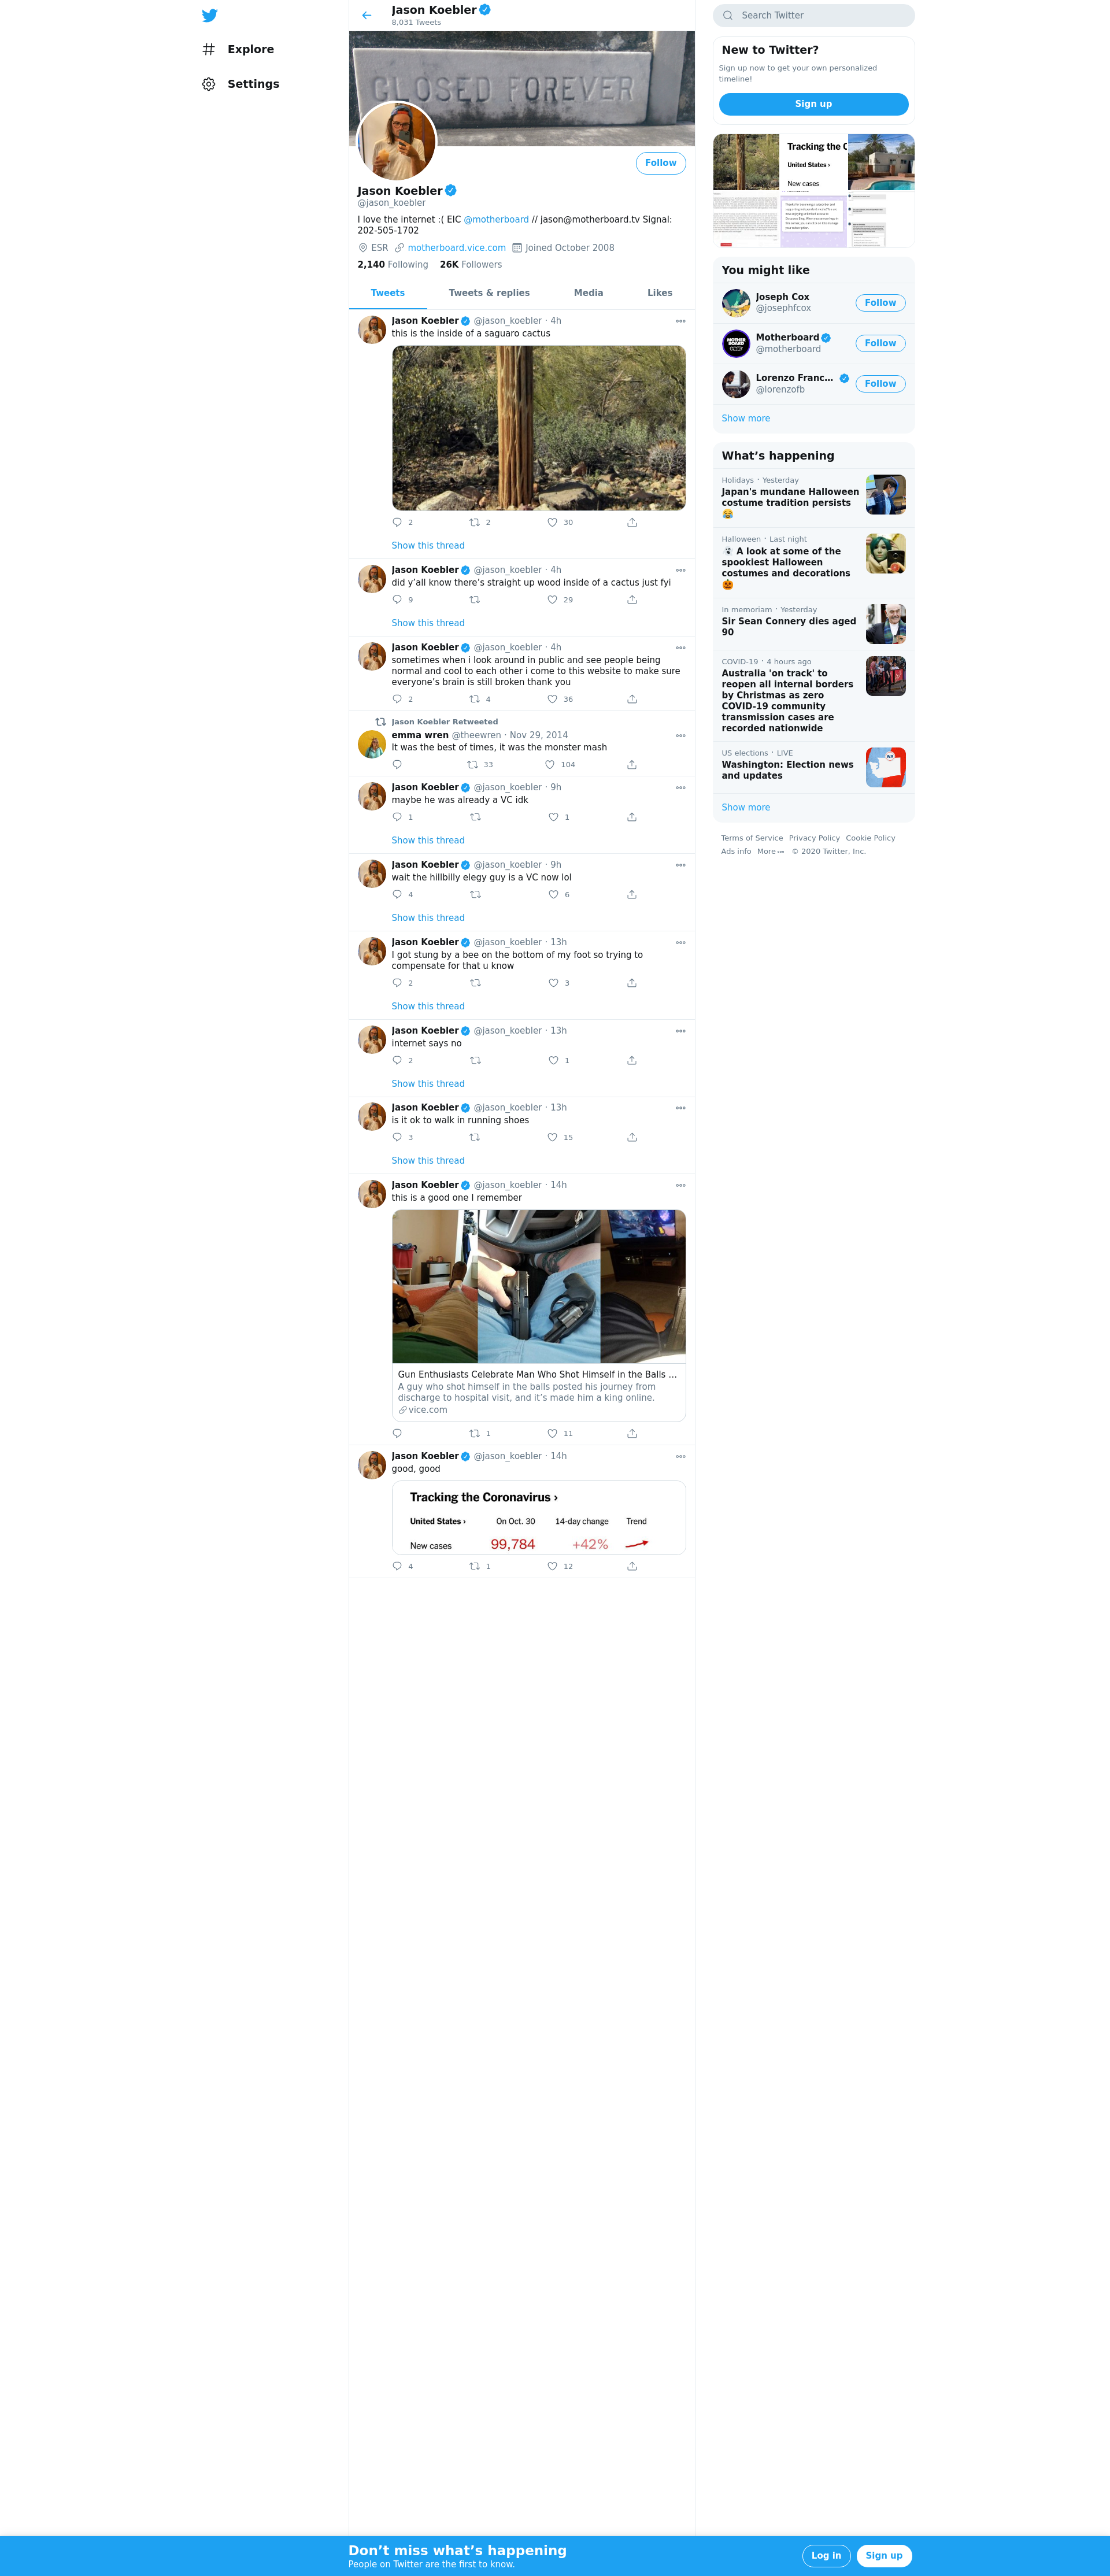 Explore
Settings
Jason Koebler
8,031 Tweets
CLOSED FOREVER
Follow
Jason Koebler
@jason_koebler
I love the internet :( EIC @motherboard // jason@motherboard.tv Signal:
202-505-1702
ESR motherboard.vice.com Joined October 2008
2,140 Following 26K Followers
Tweets Tweets & replies Media Likes
Jason Koebler @jason_koebler · 4h
this is the inside of a saguaro cactus
2 2 30
Show this thread
Jason Koebler @jason_koebler · 4h
did y’all know there’s straight up wood inside of a cactus just fyi
9 29
Show this thread
Jason Koebler @jason_koebler · 4h
sometimes when i look around in public and see people being
normal and cool to each other i come to this website to make sure
everyone’s brain is still broken thank you
2 4 36
Jason Koebler Retweeted
emma wren @theewren · Nov 29, 2014
It was the best of times, it was the monster mash
33 104
Jason Koebler @jason_koebler · 9h
maybe he was already a VC idk
1 1
Show this thread
Jason Koebler @jason_koebler · 9h
wait the hillbilly elegy guy is a VC now lol
4 6
Show this thread
Jason Koebler @jason_koebler · 13h
I got stung by a bee on the bottom of my foot so trying to
compensate for that u know
2 3
Show this thread
Jason Koebler @jason_koebler · 13h
internet says no
2 1
Show this thread
Jason Koebler @jason_koebler · 13h
is it ok to walk in running shoes
3 15
Show this thread
Jason Koebler @jason_koebler · 14h
this is a good one I remember
Gun Enthusiasts Celebrate Man Who Shot Himself in the Balls ...
A guy who shot himself in the balls posted his journey from
discharge to hospital visit, and it’s made him a king online.
vice.com
1 11
Jason Koebler @jason_koebler · 14h
good, good
Tracking the Coronavirus ›
United States › On Oct. 30 14-day change Trend
New cases 99,784 +42%
4 1 12
Search Twitter
New to Twitter?
Sign up now to get your own personalized
timeline!
Sign up
Tracking the C
United States ›
New cases
You might like
Joseph Cox
@josephfcox
Follow
Motherboard
@motherboard
Follow
Lorenzo Franc...
@lorenzofb
Follow
Show more
What’s happening
Holidays · Yesterday
Japan's mundane Halloween
costume tradition persists
😂
Halloween · Last night
🕷 A look at some of the
spookiest Halloween
costumes and decorations
🎃
In memoriam · Yesterday
Sir Sean Connery dies aged
90
COVID-19 · 4 hours ago
Australia 'on track' to
reopen all internal borders
by Christmas as zero
COVID-19 community
transmission cases are
recorded nationwide
US elections · LIVE
Washington: Election news
and updates
Show more
Terms of Service Privacy Policy Cookie Policy
Ads info More © 2020 Twitter, Inc.
Don’t miss what’s happening
People on Twitter are the first to know.
Log in
Sign up